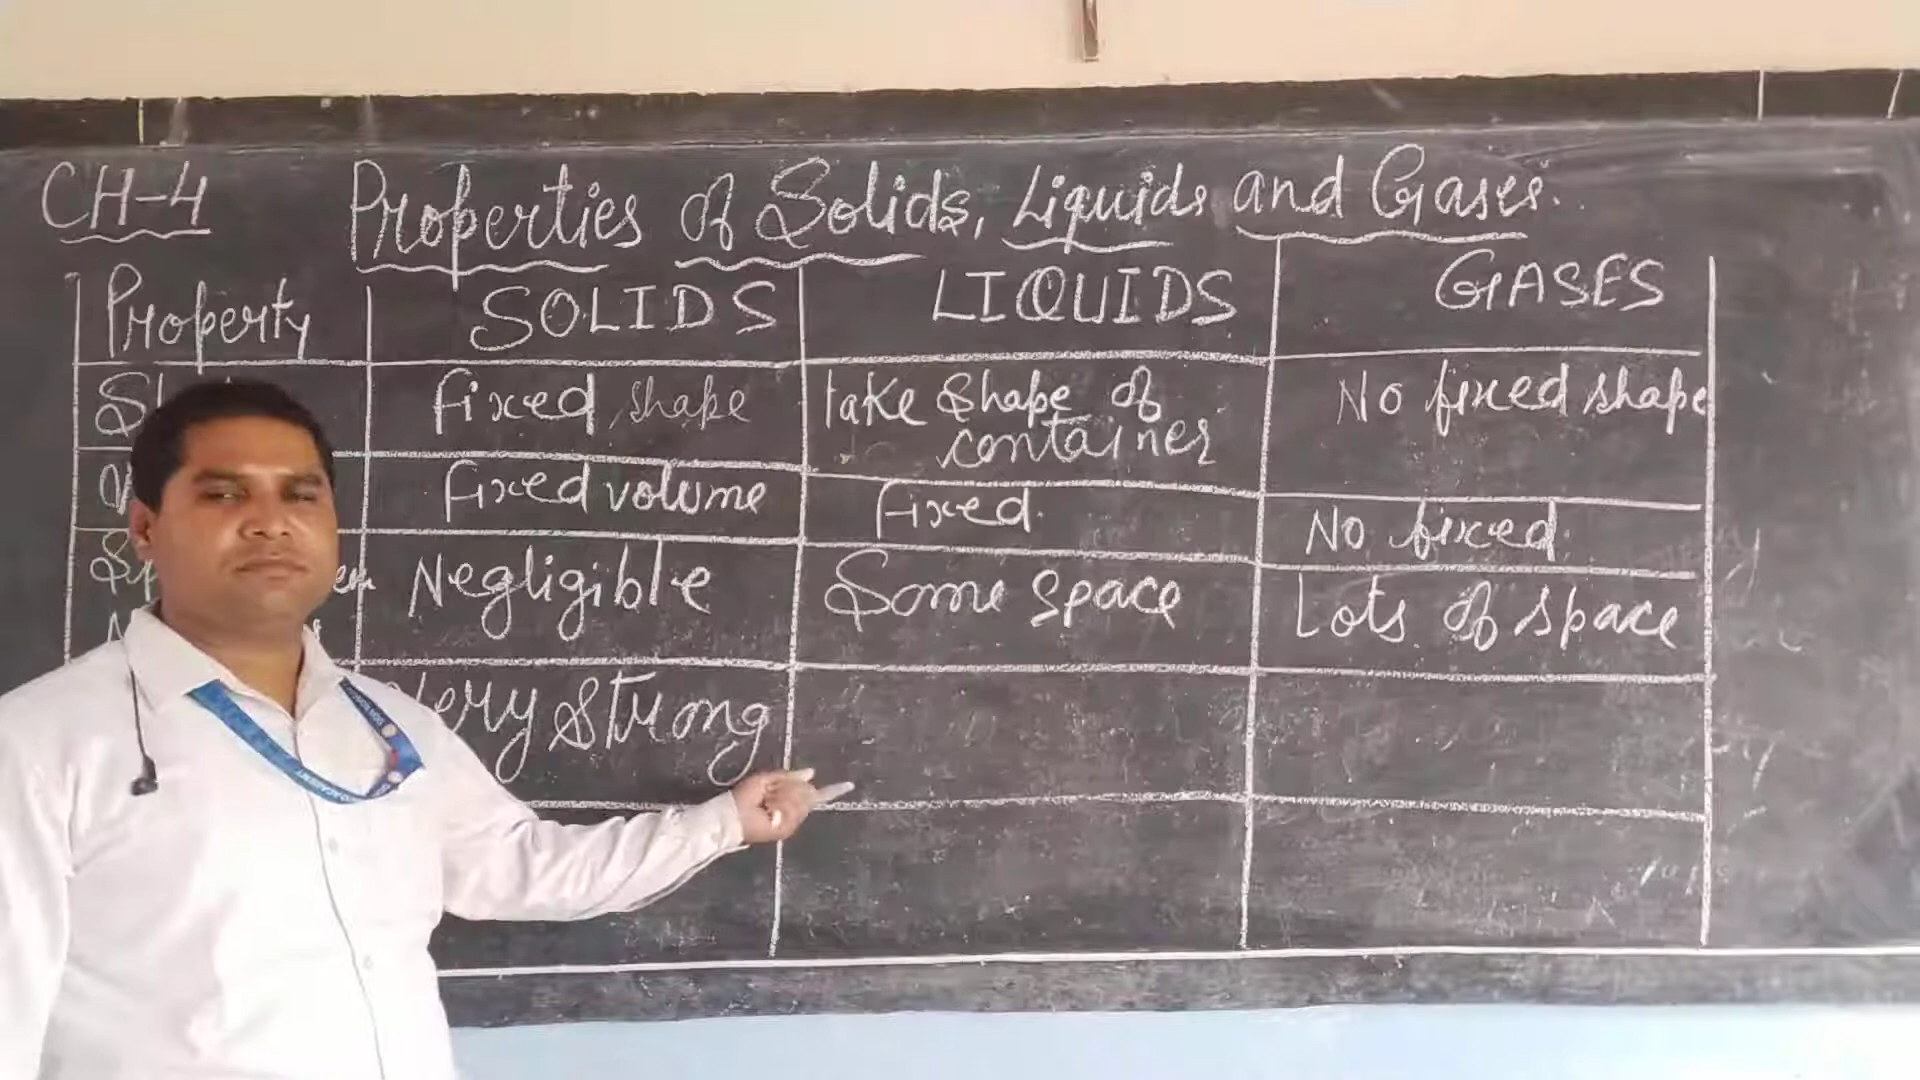 CH-4
Properties of Solids, Liquids and Gases.
Property SOLIDS LIQUIDS GASES
fixed shape take shape of container No fixed shape
fixed volume fixed. No fixed.
Negligible Some space Lots of space
Very Strong